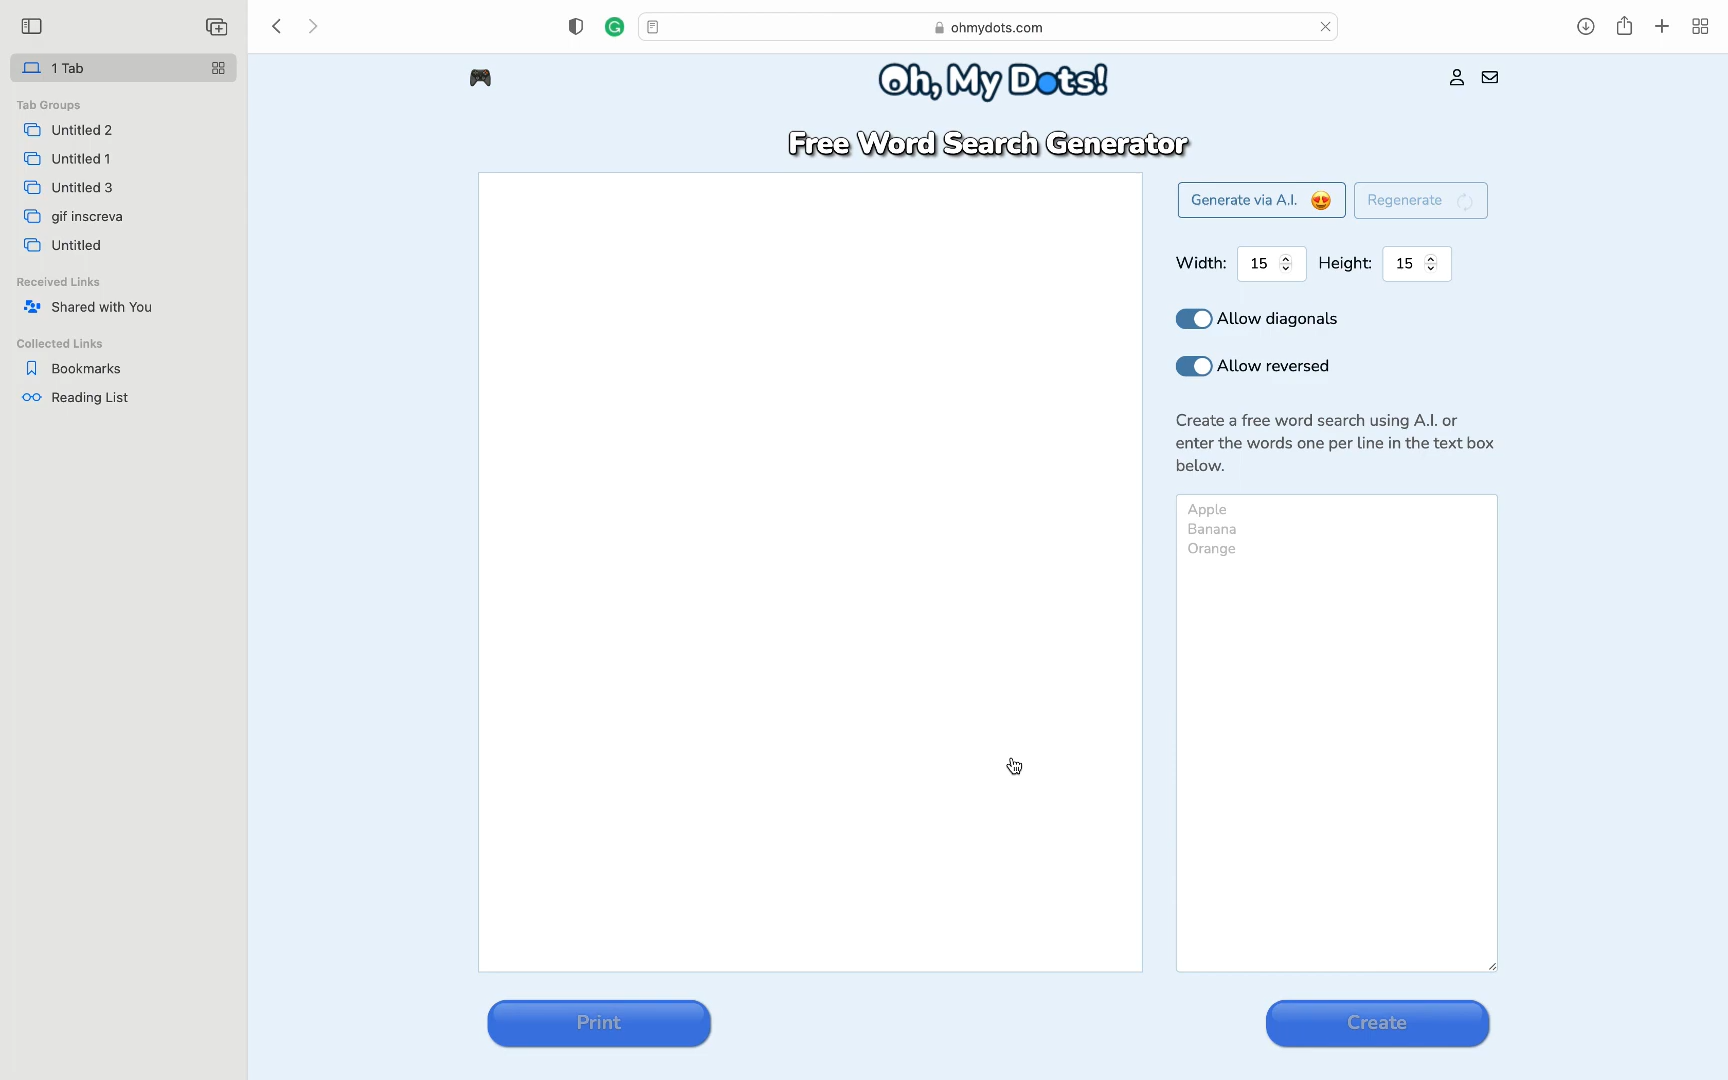 ohmydots.com
1 Tab
Tab Groups
Untitled 2
Untitled 1
Untitled 3
gif inscreva
Untitled
Received Links
Shared with You
Collected Links
Bookmarks
Reading List
Oh, My Dots!
Free Word Search Generator
Generate via A.I.
Regenerate
Width: 15 Height: 15
Allow diagonals
Allow reversed
Create a free word search using A.I. or
enter the words one per line in the text box
below.
Apple
Banana
Orange
Print
Create